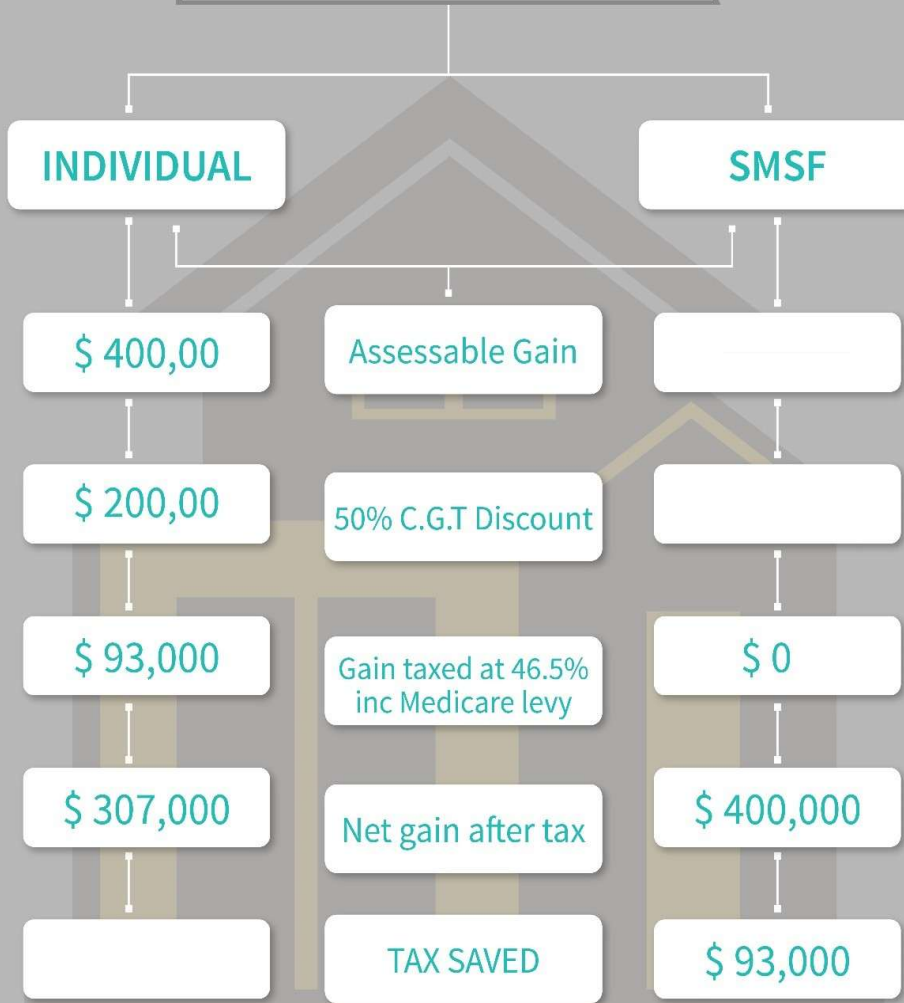 INDIVIDUAL
SMSF
$ 400,00
Assessable Gain
$ 200,00
50% C.G.T Discount
$ 93,000
Gain taxed at 46.5%
inc Medicare levy
$ 0
$ 307,000
Net gain after tax
$ 400,000
TAX SAVED
$ 93,000